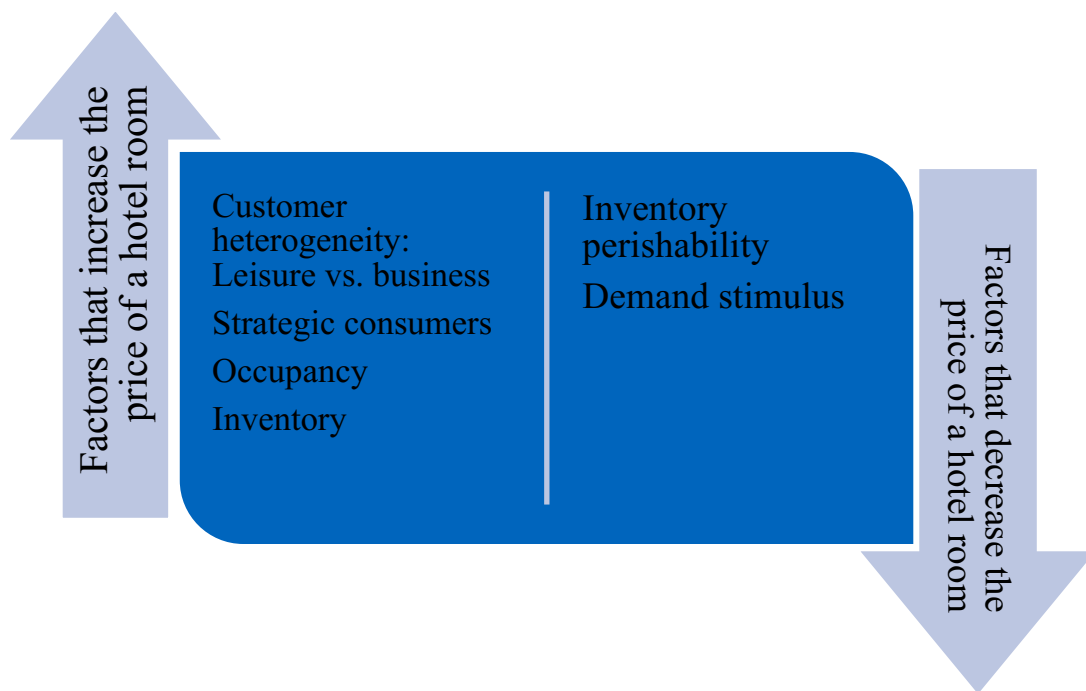 Factors that increase the
price of a hotel room
Customer
heterogeneity:
Leisure vs. business
Strategic consumers
Occupancy
Inventory
Inventory
perishability
Demand stimulus
Factors that decrease the
price of a hotel room